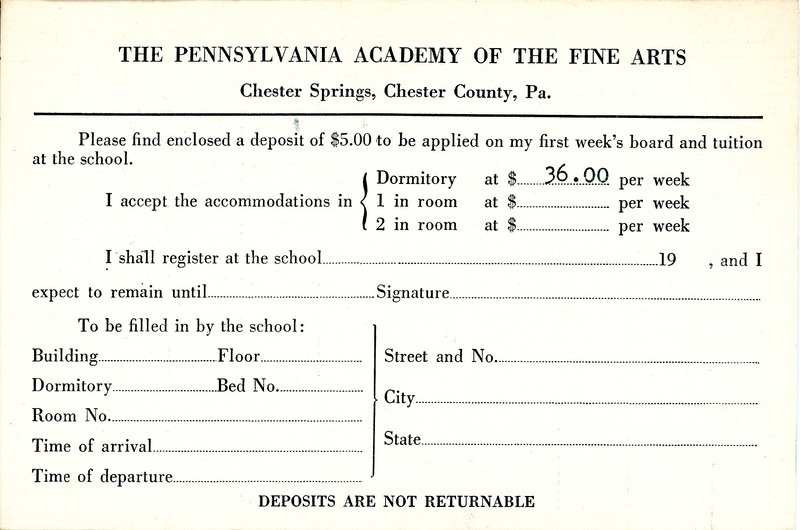 THE PENNSYLVANIA ACADEMY OF THE FINE ARTS
Chester Springs, Chester County, Pa.
Please find enclosed a deposit of $5.00 to be applied on my first week's board and tuition
at the school.
I accept the accommodations in { Dormitory at $ 36.00 per week
1 in room at $ per week
2 in room at $ per week
I shall register at the school 19 , and I
expect to remain until Signature
To be filled in by the school:
Building Floor
Dormitory Bed No.
Room No.
Time of arrival
Time of departure
Street and No.
City
State
DEPOSITS ARE NOT RETURNABLE